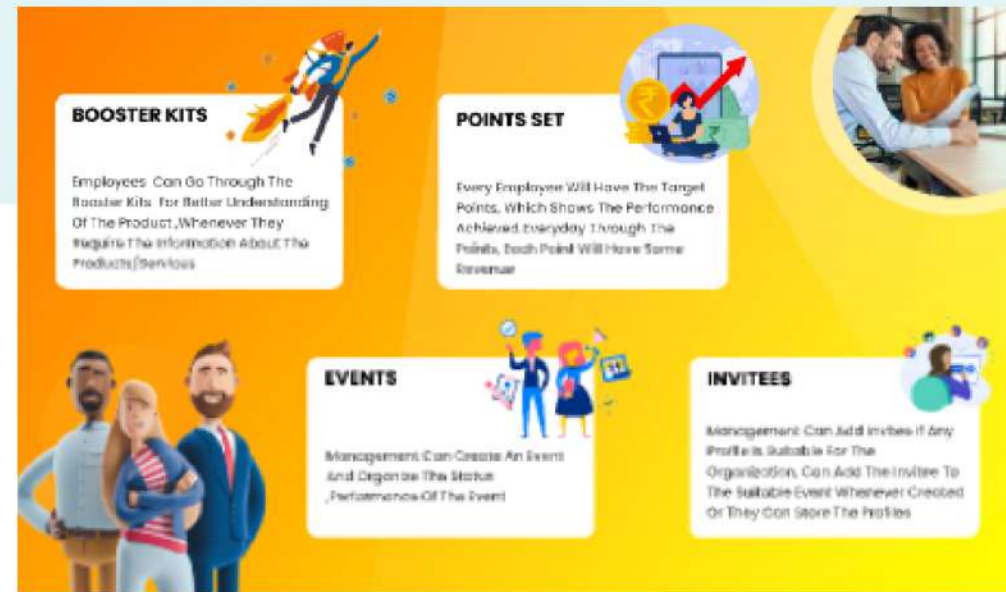 BOOSTER KITS
Employees Can Go Through The
Booster Kits For Better Understanding
Of The Product ,Whenever They
Require The Information About The
Products/Services
POINTS SET
Every Employee Will Have The Target
Points, Which Shows The Performance
Achieved Everyday Through The
Points, Each Point Will Have Some
Revenue
EVENTS
Management Can Create An Event
And Organize The Status
,Performance Of The Event
INVITEES
Management Can Add Invitee If Any
Profile Is Suitable For The
Organization, Can Add The Invitee To
The Suitable Event Whenever Created
Or They Can Store The Profiles